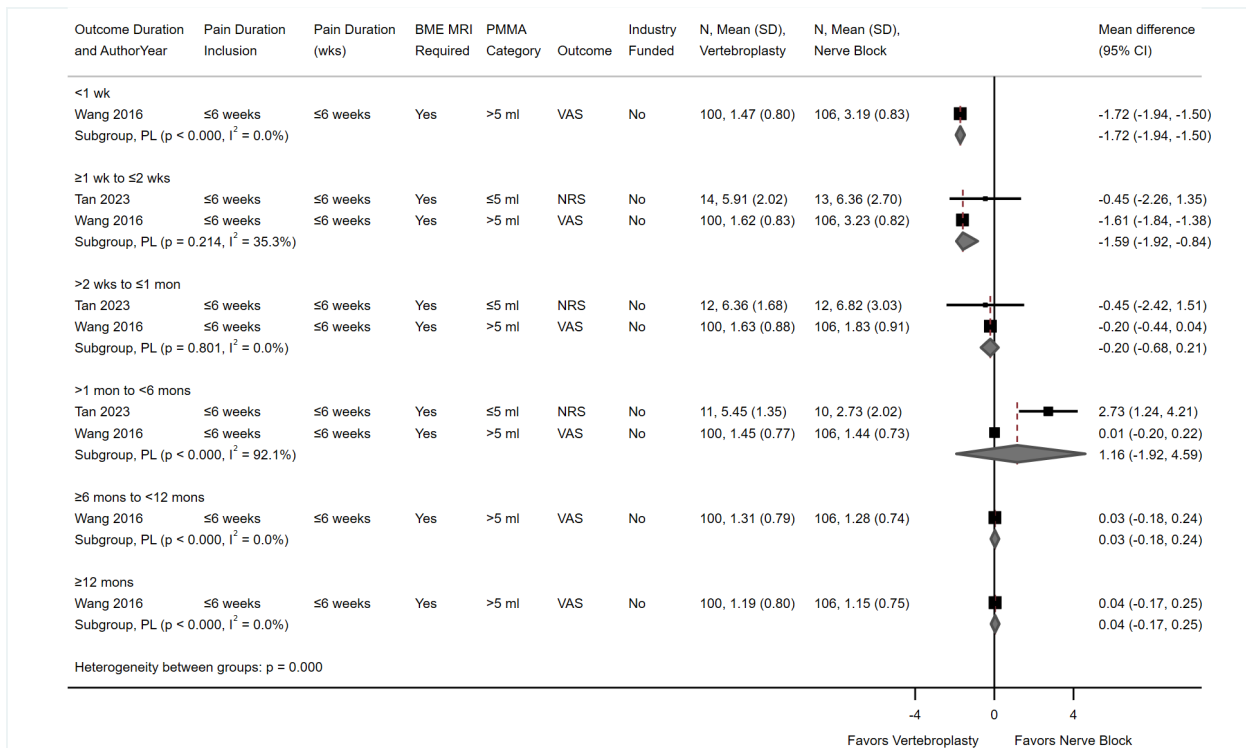 Outcome Duration and AuthorYear Pain Duration Inclusion Pain Duration (wks) BME MRI Required PMMA Category Outcome Industry Funded N, Mean (SD), Vertebroplasty N, Mean (SD), Nerve Block Mean difference (95% CI)
<1 wk
Wang 2016 ≤6 weeks ≤6 weeks Yes >5 ml VAS No 100, 1.47 (0.80) 106, 3.19 (0.83) -1.72 (-1.94, -1.50)
Subgroup, PL (p < 0.000, I² = 0.0%) -1.72 (-1.94, -1.50)
≥1 wk to ≤2 wks
Tan 2023 ≤6 weeks ≤6 weeks Yes ≤5 ml NRS No 14, 5.91 (2.02) 13, 6.36 (2.70) -0.45 (-2.26, 1.35)
Wang 2016 ≤6 weeks ≤6 weeks Yes >5 ml VAS No 100, 1.62 (0.83) 106, 3.23 (0.82) -1.61 (-1.84, -1.38)
Subgroup, PL (p = 0.214, I² = 35.3%) -1.59 (-1.92, -0.84)
>2 wks to ≤1 mon
Tan 2023 ≤6 weeks ≤6 weeks Yes ≤5 ml NRS No 12, 6.36 (1.68) 12, 6.82 (3.03) -0.45 (-2.42, 1.51)
Wang 2016 ≤6 weeks ≤6 weeks Yes >5 ml VAS No 100, 1.63 (0.88) 106, 1.83 (0.91) -0.20 (-0.44, 0.04)
Subgroup, PL (p = 0.801, I² = 0.0%) -0.20 (-0.68, 0.21)
>1 mon to <6 mons
Tan 2023 ≤6 weeks ≤6 weeks Yes ≤5 ml NRS No 11, 5.45 (1.35) 10, 2.73 (2.02) 2.73 (1.24, 4.21)
Wang 2016 ≤6 weeks ≤6 weeks Yes >5 ml VAS No 100, 1.45 (0.77) 106, 1.44 (0.73) 0.01 (-0.20, 0.22)
Subgroup, PL (p < 0.000, I² = 92.1%) 1.16 (-1.92, 4.59)
≥6 mons to <12 mons
Wang 2016 ≤6 weeks ≤6 weeks Yes >5 ml VAS No 100, 1.31 (0.79) 106, 1.28 (0.74) 0.03 (-0.18, 0.24)
Subgroup, PL (p < 0.000, I² = 0.0%) 0.03 (-0.18, 0.24)
≥12 mons
Wang 2016 ≤6 weeks ≤6 weeks Yes >5 ml VAS No 100, 1.19 (0.80) 106, 1.15 (0.75) 0.04 (-0.17, 0.25)
Subgroup, PL (p < 0.000, I² = 0.0%) 0.04 (-0.17, 0.25)
Heterogeneity between groups: p = 0.000
-4 0 4
Favors Vertebroplasty Favors Nerve Block